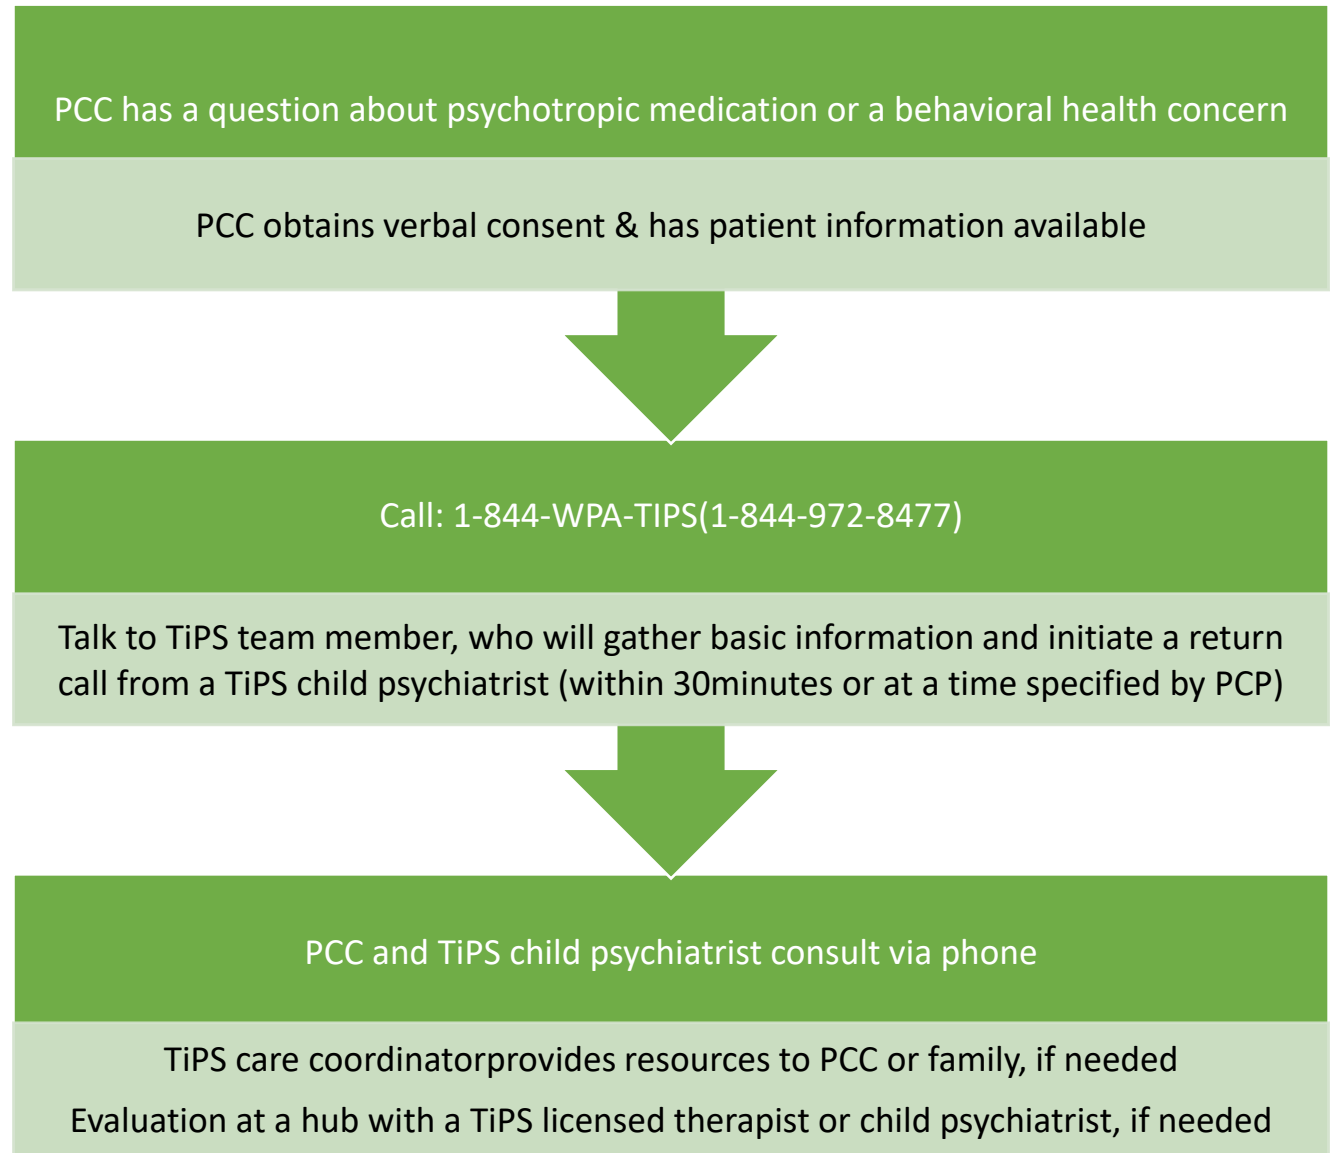 PCC has a question about psychotropic medication or a behavioral health concern
PCC obtains verbal consent & has patient information available
Call: 1-844-WPA-TIPS(1-844-972-8477)
Talk to TiPS team member, who will gather basic information and initiate a return
call from a TiPS child psychiatrist (within 30minutes or at a time specified by PCP)
PCC and TiPS child psychiatrist consult via phone
TiPS care coordinatorprovides resources to PCC or family, if needed
Evaluation at a hub with a TiPS licensed therapist or child psychiatrist, if needed